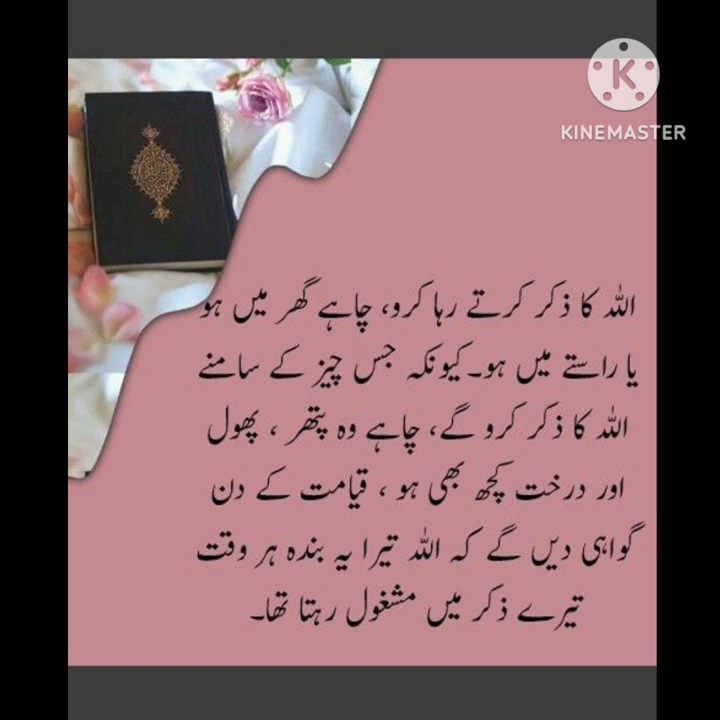 KINEMASTER
اللہ کا ذکر کرتے رہا کرو، چاہے گھر میں ہو
یا راستے میں ہو۔کیونکہ جس چیز کے سامنے
اللہ کا ذکر کرو گے، چاہے وہ پتھر ، پھول
اور درخت کچھ بھی ہو ، قیامت کے دن
گواہی دیں گے کہ اللہ تیرا یہ بندہ ہر وقت
تیرے ذکر میں مشغول رہتا تھا۔